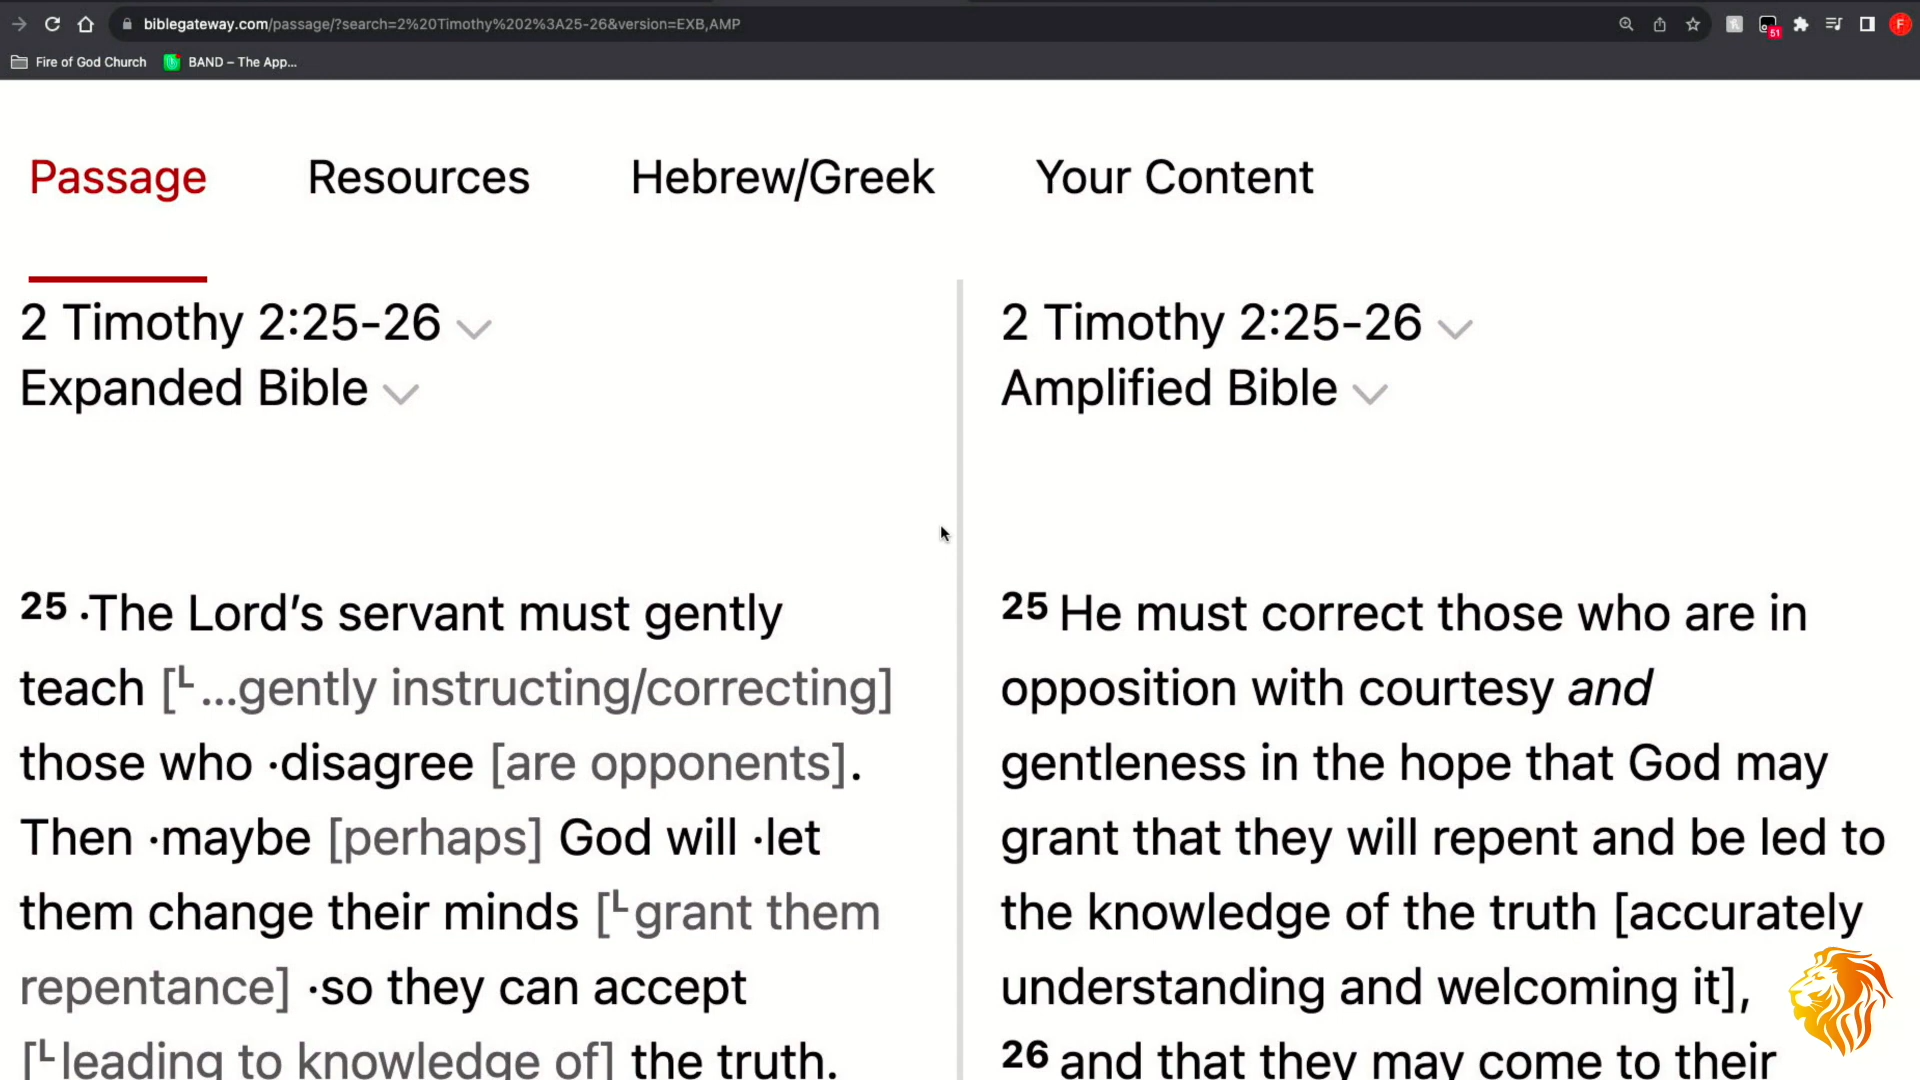 biblegateway.com/passage/?search=2%20Timothy%202%3A25-26&version=EXB,AMP
51
F
Fire of God Church
BAND – The App...
Passage
Resources
Hebrew/Greek
Your Content
2 Timothy 2:25-26
Expanded Bible
25 ·The Lord’s servant must gently
teach [L ...gently instructing/correcting]
those who ·disagree [are opponents].
Then ·maybe [perhaps] God will ·let
them change their minds [L grant them
repentance] ·so they can accept
[L leading to knowledge of] the truth.
2 Timothy 2:25-26
Amplified Bible
25 He must correct those who are in
opposition with courtesy and
gentleness in the hope that God may
grant that they will repent and be led to
the knowledge of the truth [accurately
understanding and welcoming it],
26 and that they may come to their